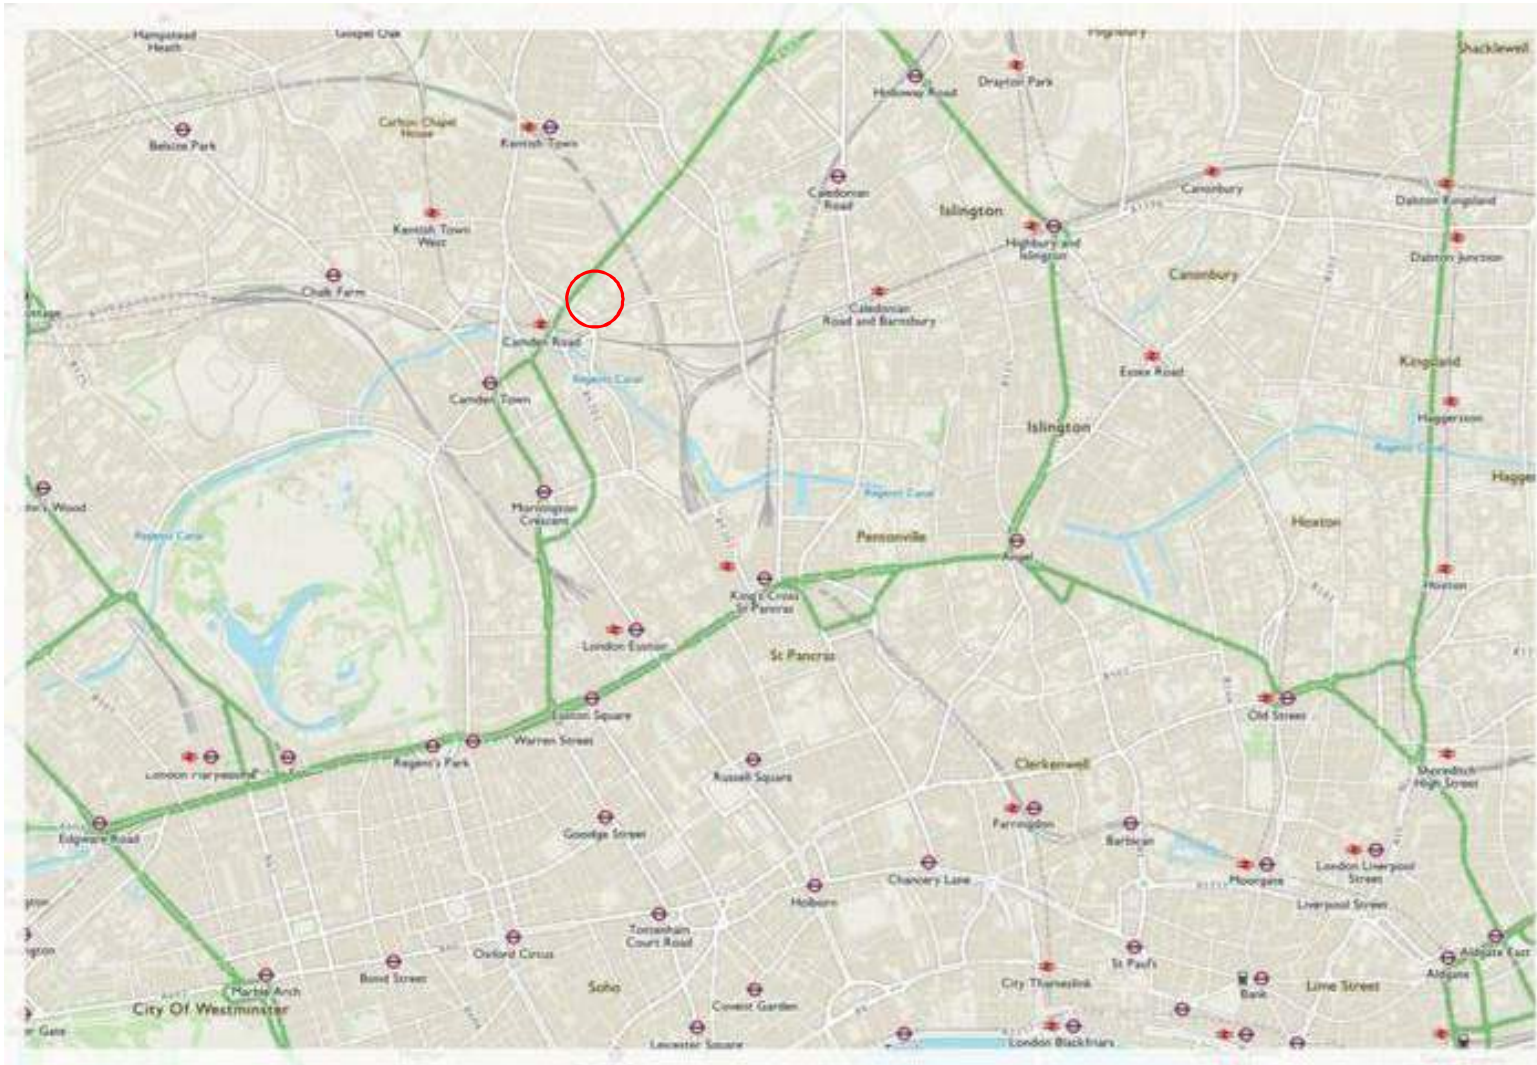 Hampstead
Heath
Gospel Oak
Highbury
Shacklewell
Holloway Road
Drayton Park
Carlton Chapel
House
Kentish Town
Belsize Park
Caledonian
Road
Canonbury
Dalston Kingsland
Islington
Kentish Town
West
Highbury and
Islington
Dalston Junction
Canonbury
Chalk Farm
Caledonian
Road and Barnsbury
Camden Road
Kingsland
Essex Road
Regents Canal
Camden Town
Haggerston
Islington
Regents Canal
Regents Canal
Mornington
Crescent
Hoxton
Regents Canal
Pentonville
Angel
Hoxton
King's Cross
St Pancras
London Euston
St Pancras
Euston Square
Old Street
Warren Street
Regent's Park
Russell Square
Clerkenwell
Shoreditch
High Street
Goodge Street
Farringdon
Edgware Road
Barbican
London Liverpool
Street
Chancery Lane
Moorgate
Holborn
Liverpool Street
Tottenham
Court Road
Oxford Circus
Aldgate East
St Paul's
Bond Street
Aldgate
City Thameslink
Marble Arch
Soho
Bank
Lime Street
Covent Garden
City Of Westminster
Leicester Square
London Blackfriars